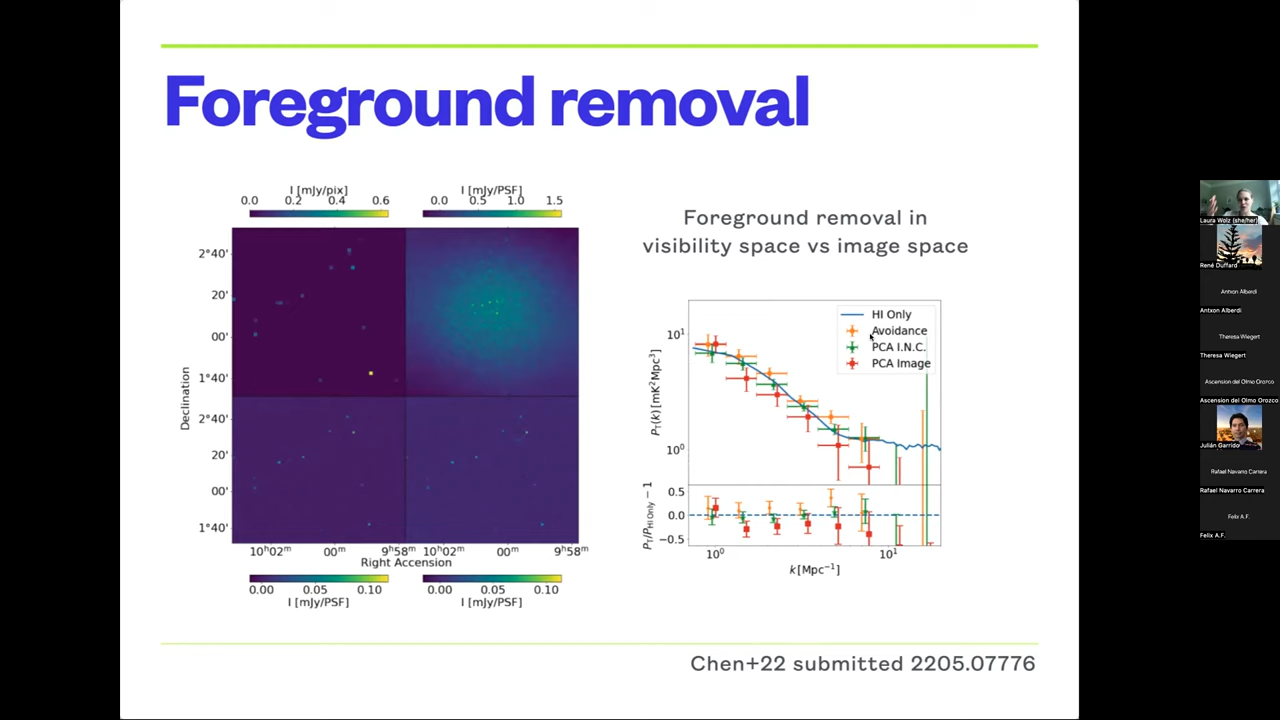 Foreground removal
I [mJy/pix]
0.0 0.2 0.4 0.6
I [mJy/PSF]
0.0 0.5 1.0 1.5
2°40'
20'
00'
1°40'
2°40'
20'
00'
1°40'
Declination
10ʰ02ᵐ 00ᵐ 9ʰ58ᵐ 10ʰ02ᵐ 00ᵐ 9ʰ58ᵐ
Right Accension
0.00 0.05 0.10
I [mJy/PSF]
0.00 0.05 0.10
I [mJy/PSF]
Foreground removal in
visibility space vs image space
HI Only
Avoidance
PCA I.N.C.
PCA Image
10¹
10⁰
P_T(k) [mK²Mpc³]
0.5
0.0
−0.5
P_T/P_HI Only − 1
10⁰ 10¹
k [Mpc⁻¹]
Chen+22 submitted 2205.07776
Laura Wolz (she/her)
René Duffard
Antxon Alberdi
Antxon Alberdi
Theresa Wiegert
Theresa Wiegert
Ascension del Olmo Orozco
Ascension del Olmo Orozco
Julián Garrido
Rafael Navarro Carrera
Rafael Navarro Carrera
Felix A.F.
Felix A.F.